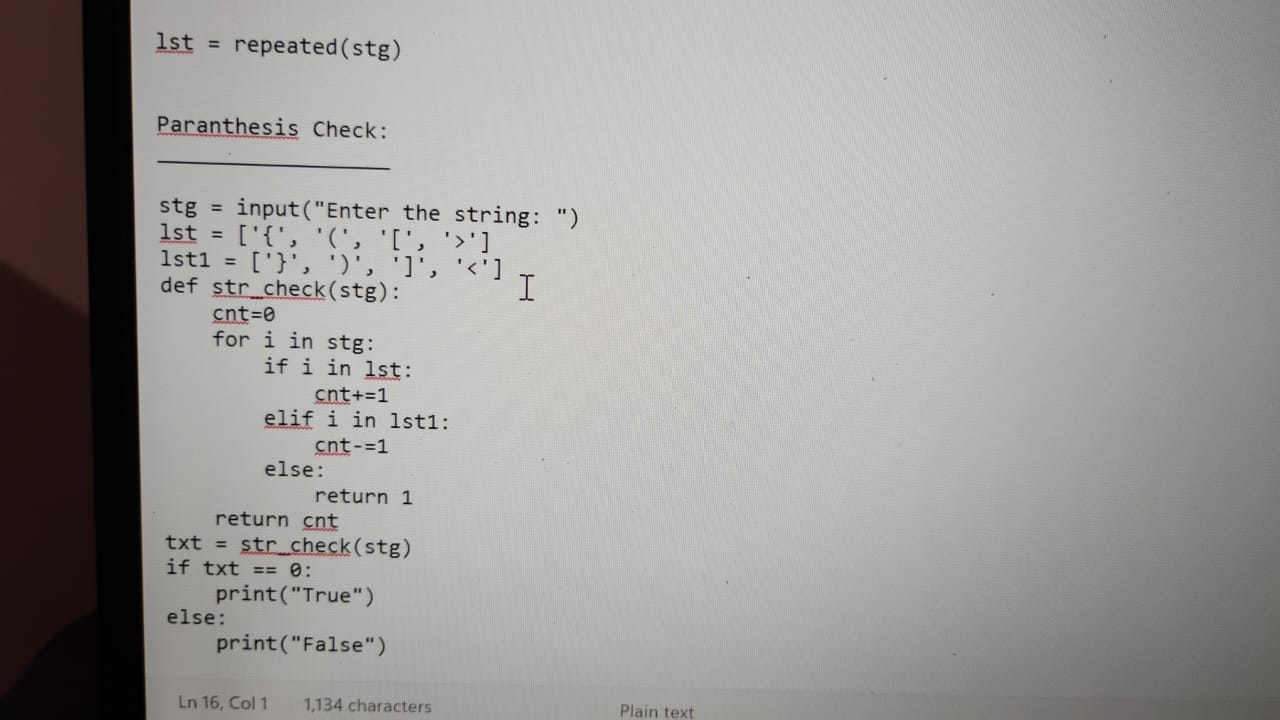 lst = repeated(stg)
Paranthesis Check:
stg = input("Enter the string: ")
lst = ['{', '(', '[', '>']
lst1 = ['}', ')', ']', '<']
def str_check(stg):
    cnt=0
    for i in stg:
        if i in lst:
            cnt+=1
        elif i in lst1:
            cnt-=1
        else:
            return 1
    return cnt
txt = str_check(stg)
if txt == 0:
    print("True")
else:
    print("False")
Ln 16, Col 1    1,134 characters    Plain text